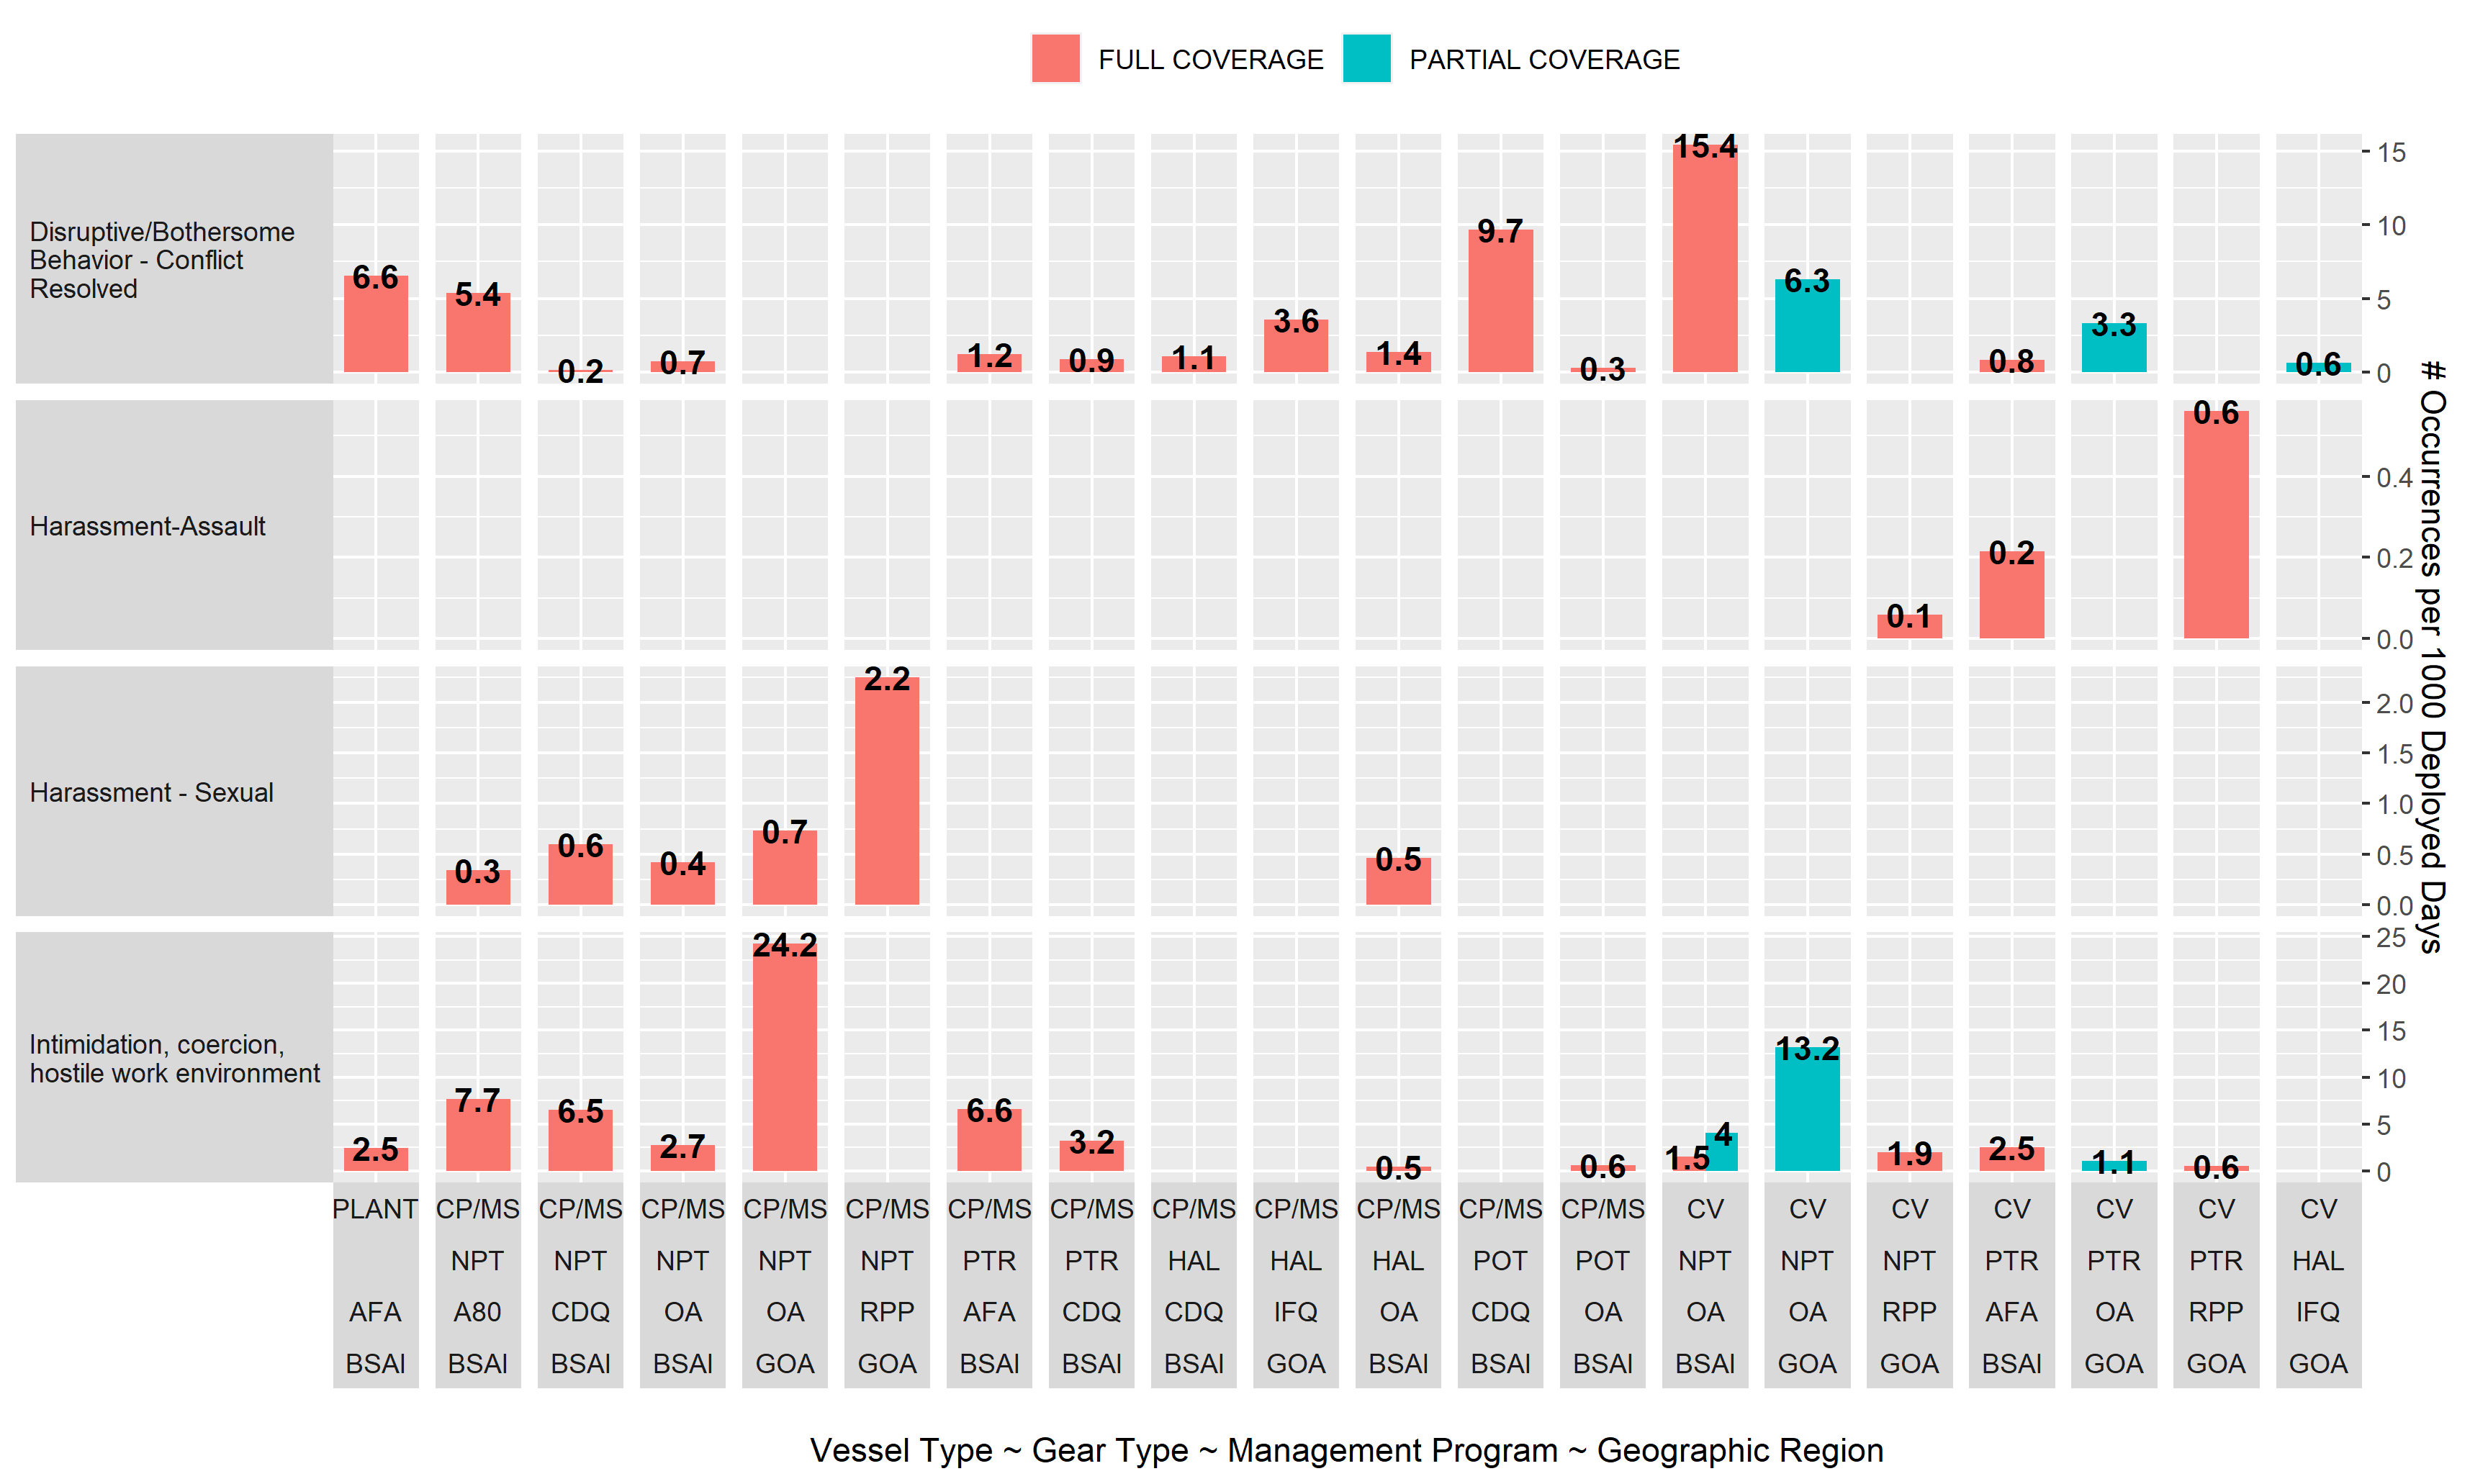 FULL COVERAGE PARTIAL COVERAGE
Disruptive/Bothersome
Behavior - Conflict
Resolved
6.6 5.4 0.2 0.7 1.2 0.9 1.1 3.6 1.4 9.7 0.3 15.4 6.3 0.8 3.3 0.6
15
10
5
0
Harassment-Assault
0.1 0.2 0.6
0.4
0.2
0.0
Harassment - Sexual
0.3 0.6 0.4 0.7 2.2 0.5
2.0
1.5
1.0
0.5
0.0
Intimidation, coercion,
hostile work environment
2.5 7.7 6.5 2.7 24.2 6.6 3.2 0.5 0.6 1.5 4 13.2 1.9 2.5 1.1 0.6
25
20
15
10
5
0
# Occurrences per 1000 Deployed Days
PLANT CP/MS CP/MS CP/MS CP/MS CP/MS CP/MS CP/MS CP/MS CP/MS CP/MS CP/MS CP/MS CV CV CV CV CV CV CV
NPT NPT NPT NPT NPT PTR PTR HAL HAL HAL POT POT NPT NPT NPT PTR PTR PTR HAL
AFA A80 CDQ OA OA RPP AFA CDQ CDQ IFQ OA CDQ OA OA OA RPP AFA OA RPP IFQ
BSAI BSAI BSAI BSAI GOA GOA BSAI BSAI BSAI GOA BSAI BSAI BSAI BSAI GOA GOA BSAI GOA GOA GOA
Vessel Type ~ Gear Type ~ Management Program ~ Geographic Region